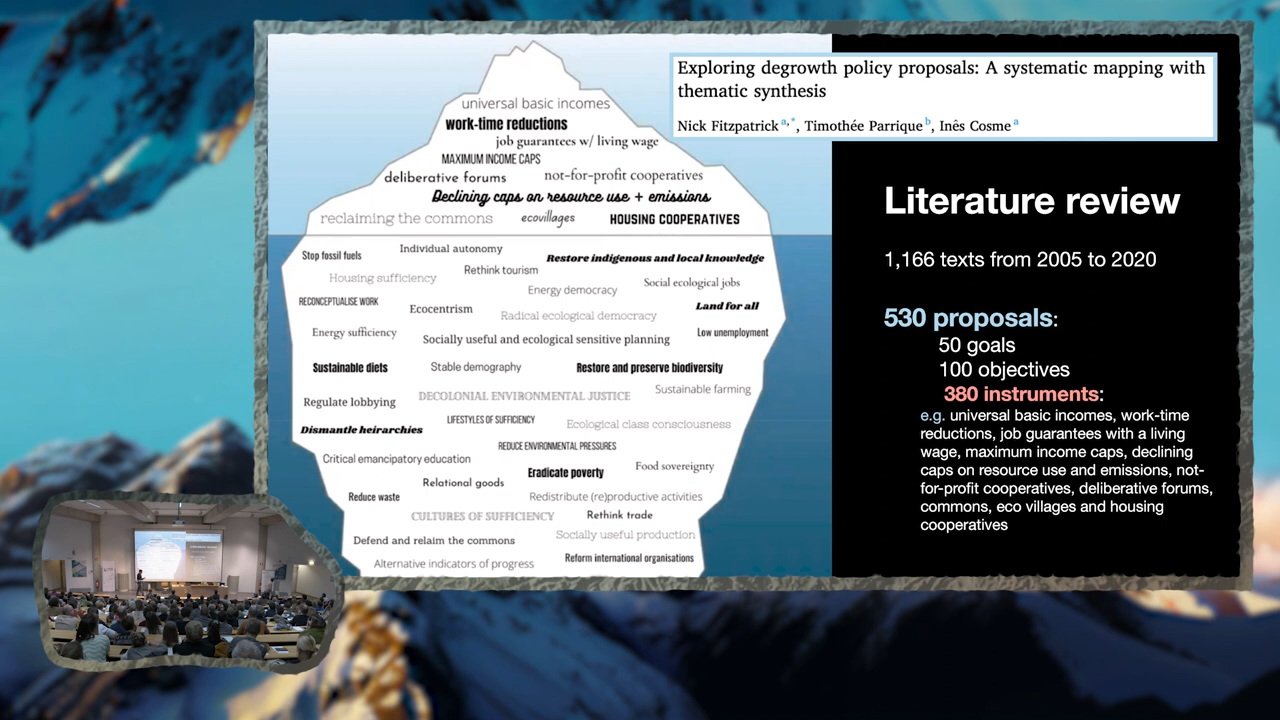 Exploring degrowth policy proposals: A systematic mapping with
thematic synthesis
Nick Fitzpatrick a,*, Timothée Parrique b, Inês Cosme a
universal basic incomes
work-time reductions
job guarantees w/ living wage
MAXIMUM INCOME CAPS
deliberative forums
not-for-profit cooperatives
Declining caps on resource use + emissions
reclaiming the commons
ecovillages
HOUSING COOPERATIVES
Stop fossil fuels
Individual autonomy
Restore indigenous and local knowledge
Housing sufficiency
Rethink tourism
Energy democracy
Social ecological jobs
RECONCEPTUALISE WORK
Ecocentrism
Radical ecological democracy
Land for all
Energy sufficiency
Socially useful and ecological sensitive planning
Low unemployment
Sustainable diets
Stable demography
Restore and preserve biodiversity
Regulate lobbying
DECOLONIAL ENVIRONMENTAL JUSTICE
Sustainable farming
Dismantle heirarchies
LIFESTYLES OF SUFFICIENCY
Ecological class consciousness
REDUCE ENVIRONMENTAL PRESSURES
Critical emancipatory education
Eradicate poverty
Food sovereignty
Relational goods
Reduce waste
Redistribute (re)productive activities
CULTURES OF SUFFICIENCY
Rethink trade
Defend and relaim the commons
Socially useful production
Alternative indicators of progress
Reform international organisations
Literature review
1,166 texts from 2005 to 2020
530 proposals:
50 goals
100 objectives
380 instruments:
e.g. universal basic incomes, work-time
reductions, job guarantees with a living
wage, maximum income caps, declining
caps on resource use and emissions, not-
for-profit cooperatives, deliberative forums,
commons, eco villages and housing
cooperatives
Literature review